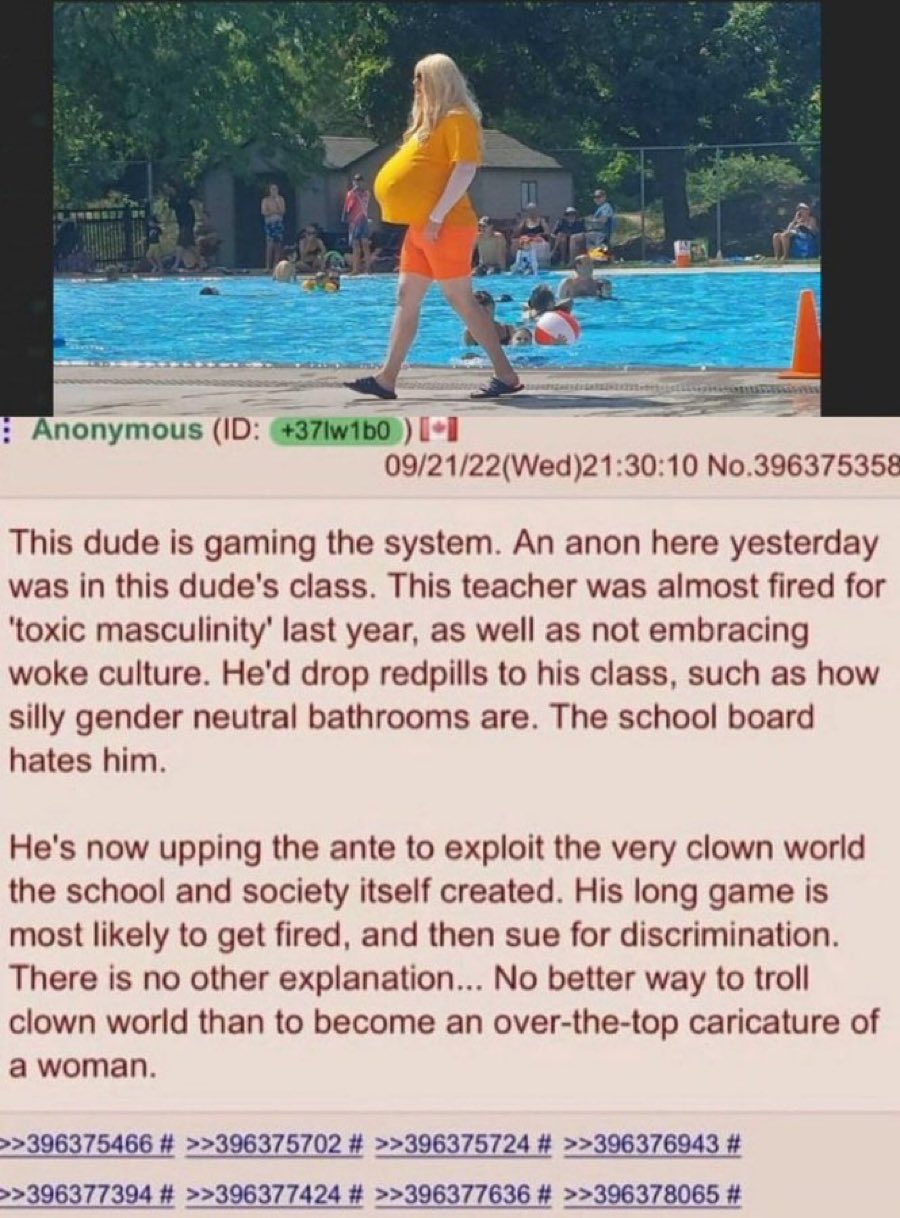 Anonymous (ID: +37lw1b0)
09/21/22(Wed)21:30:10 No.396375358
This dude is gaming the system. An anon here yesterday
was in this dude's class. This teacher was almost fired for
'toxic masculinity' last year, as well as not embracing
woke culture. He'd drop redpills to his class, such as how
silly gender neutral bathrooms are. The school board
hates him.
He's now upping the ante to exploit the very clown world
the school and society itself created. His long game is
most likely to get fired, and then sue for discrimination.
There is no other explanation... No better way to troll
clown world than to become an over-the-top caricature of
a woman.
>>396375466 # >>396375702 # >>396375724 # >>396376943 #
>>396377394 # >>396377424 # >>396377636 # >>396378065 #